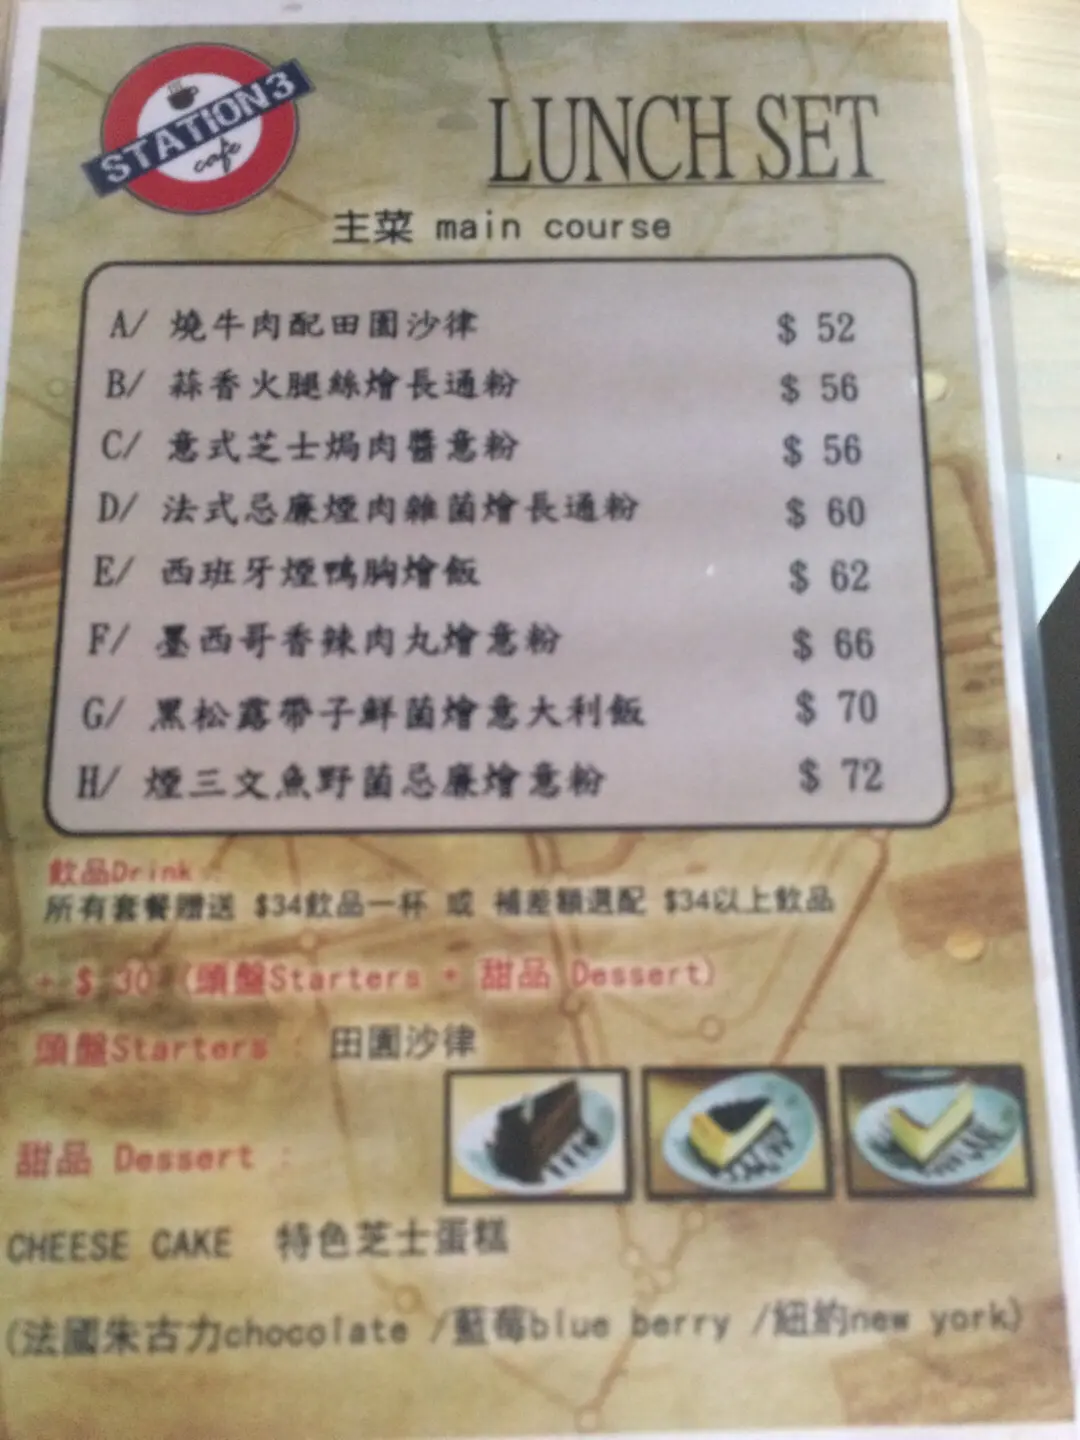 STATION3
cafe
LUNCH SET
主菜 main course
A/ 燒牛肉配田園沙律 $ 52
B/ 蒜香火腿絲燴長通粉 $ 56
C/ 意式芝士焗肉醬意粉 $ 56
D/ 法式忌廉煙肉雜菌燴長通粉 $ 60
E/ 西班牙煙鴨胸燴飯 $ 62
F/ 墨西哥香辣肉丸燴意粉 $ 66
G/ 黑松露帶子鮮菌燴意大利飯 $ 70
H/ 煙三文魚野菌忌廉燴意粉 $ 72
飲品Drink :
所有套餐贈送 $34飲品一杯 或 補差額選配 $34以上飲品
+ $ 30 (頭盤Starters + 甜品 Dessert)
頭盤Starters : 田園沙律
甜品 Dessert :
CHEESE CAKE 特色芝士蛋糕
(法國朱古力chocolate /藍莓blue berry /紐約new york)